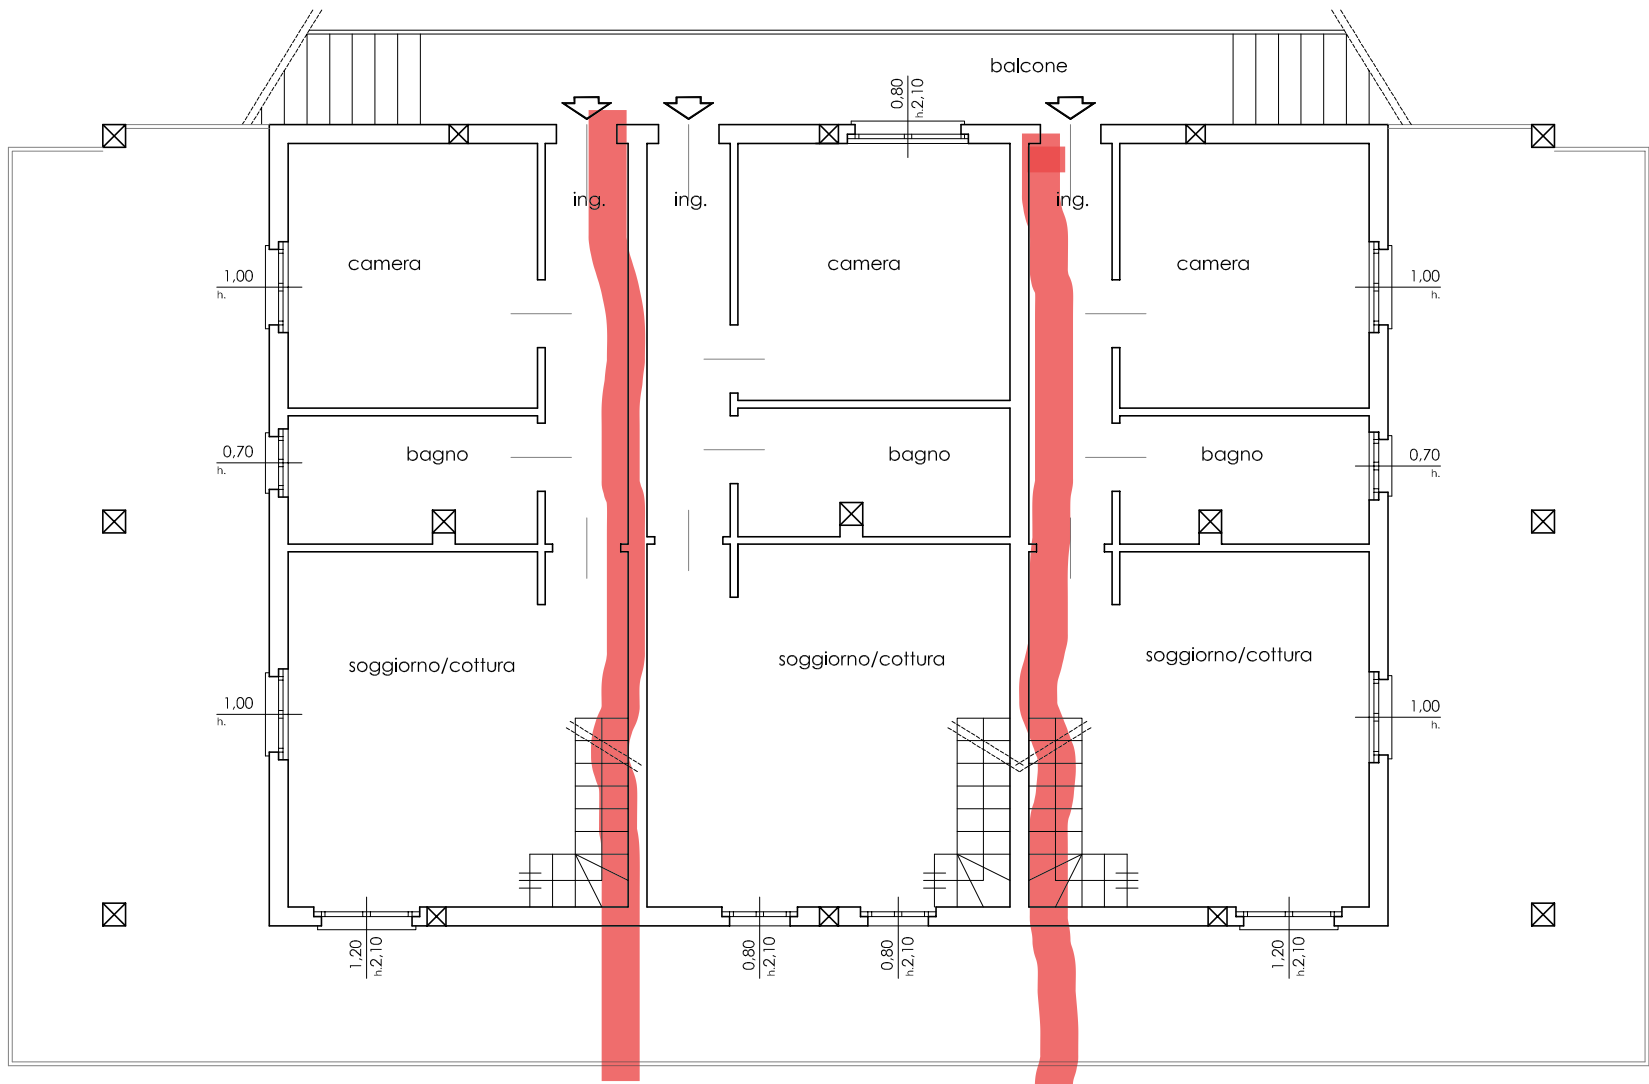 balcone
0,80
h.2,10
ing.
ing.
ing.
camera
camera
camera
1,00
h.
1,00
h.
bagno
bagno
bagno
0,70
h.
0,70
h.
soggiorno/cottura
soggiorno/cottura
soggiorno/cottura
1,00
h.
1,00
h.
1,20
h.2,10
0,80
h.2,10
0,80
h.2,10
1,20
h.2,10